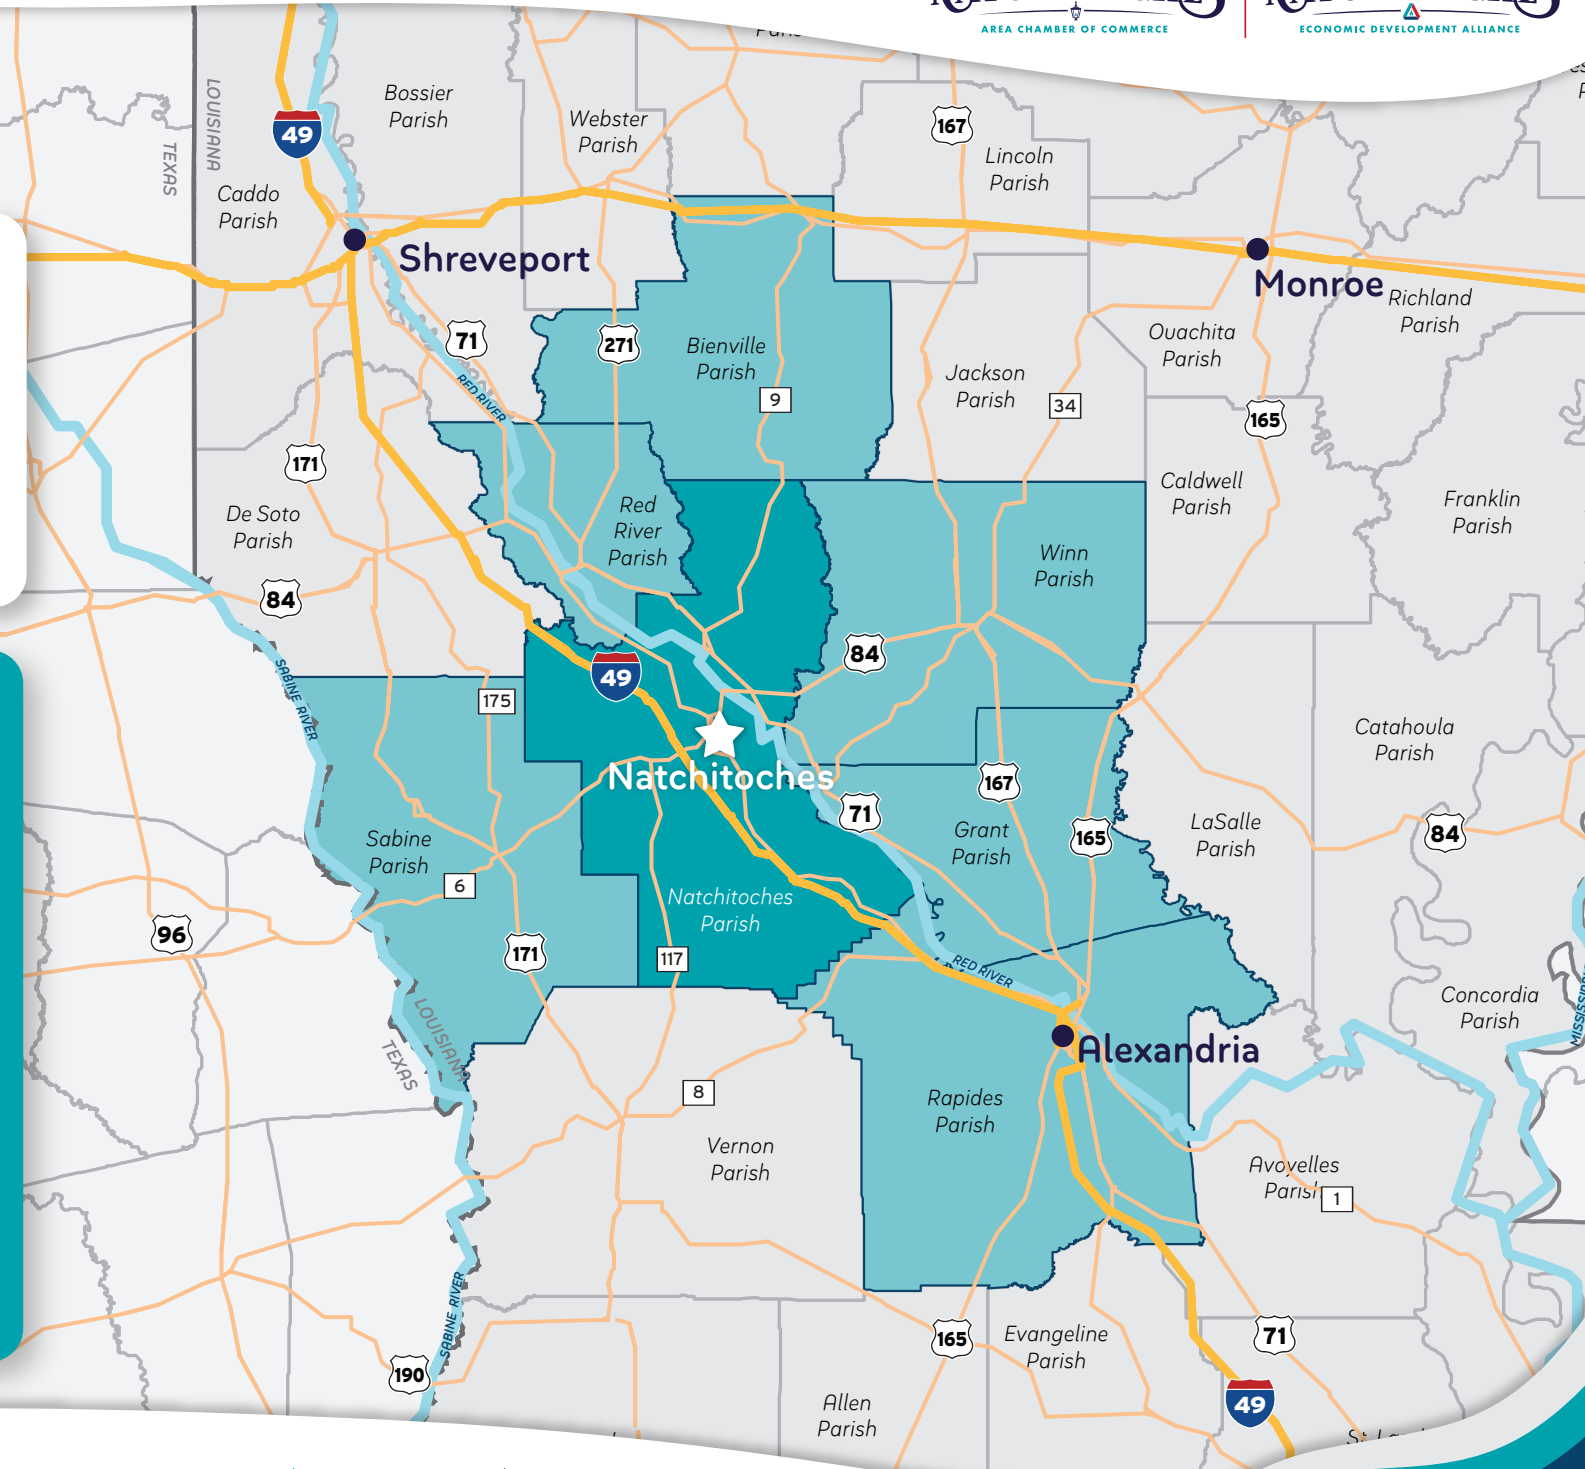 AREA CHAMBER OF COMMERCE
ECONOMIC DEVELOPMENT ALLIANCE
LOUISIANA
TEXAS
49
Bossier
Parish
Webster
Parish
167
Lincoln
Parish
Caddo
Parish
Shreveport
Monroe
Richland
Parish
71
271
Bienville
Parish
Ouachita
Parish
RED RIVER
9
Jackson
Parish
34
165
171
De Soto
Parish
Red
River
Parish
Caldwell
Parish
Franklin
Parish
Winn
Parish
84
84
49
175
SABINE RIVER
Natchitoches
Catahoula
Parish
167
71
165
Grant
Parish
LaSalle
Parish
84
Sabine
Parish
6
Natchitoches
Parish
96
171
117
RED RIVER
Concordia
Parish
LOUISIANA
TEXAS
Alexandria
8
Rapides
Parish
Vernon
Parish
Avoyelles
Parish
1
SABINE RIVER
165
Evangeline
Parish
71
190
Allen
Parish
49